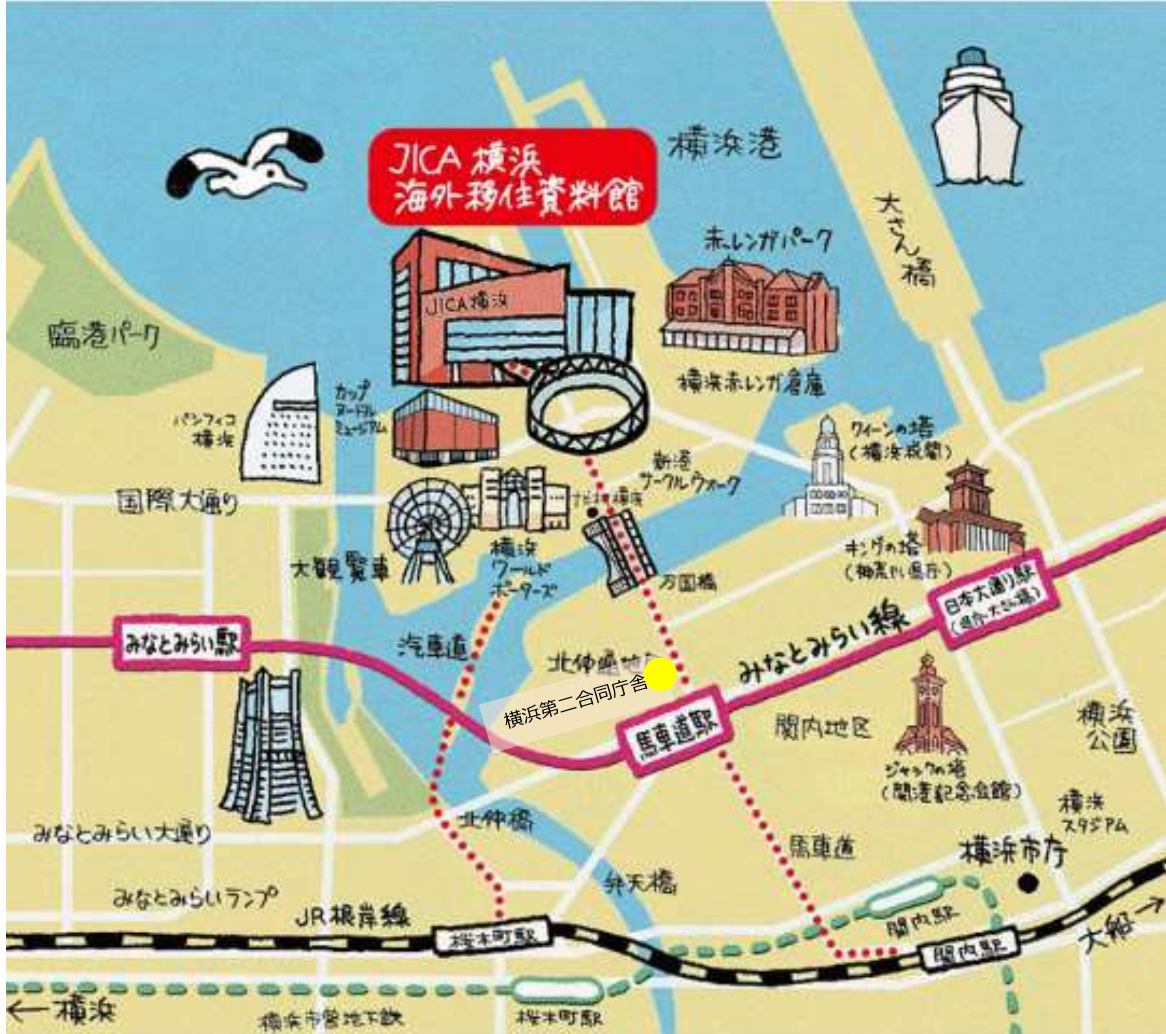 JICA 横浜
海外移住資料館
横浜港
大さん橋
赤レンガパーク
JICA横浜
横浜赤レンガ倉庫
臨港パーク
パシフィコ
横浜
カップ
ヌードル
ミュージアム
クイーンの塔
(横浜税関)
新港
サークルウォーク
国際大通り
ナビオス横浜
キングの塔
(神奈川県庁)
大観覧車
横浜
ワールド
ポーターズ
万国橋
日本大通り駅
(県庁・大さん橋)
みなとみらい駅
汽車道
みなとみらい線
北仲通地
横浜第二合同庁舎
馬車道駅
関内地区
横浜
公園
ジャックの塔
(開港記念会館)
横浜
スタジアム
みなとみらい大通り
北仲橋
馬車道
横浜市庁
みなとみらいランプ
弁天橋
JR根岸線
関内駅
桜木町駅
関内駅
大船→
←横浜
横浜市営地下鉄
桜木町駅